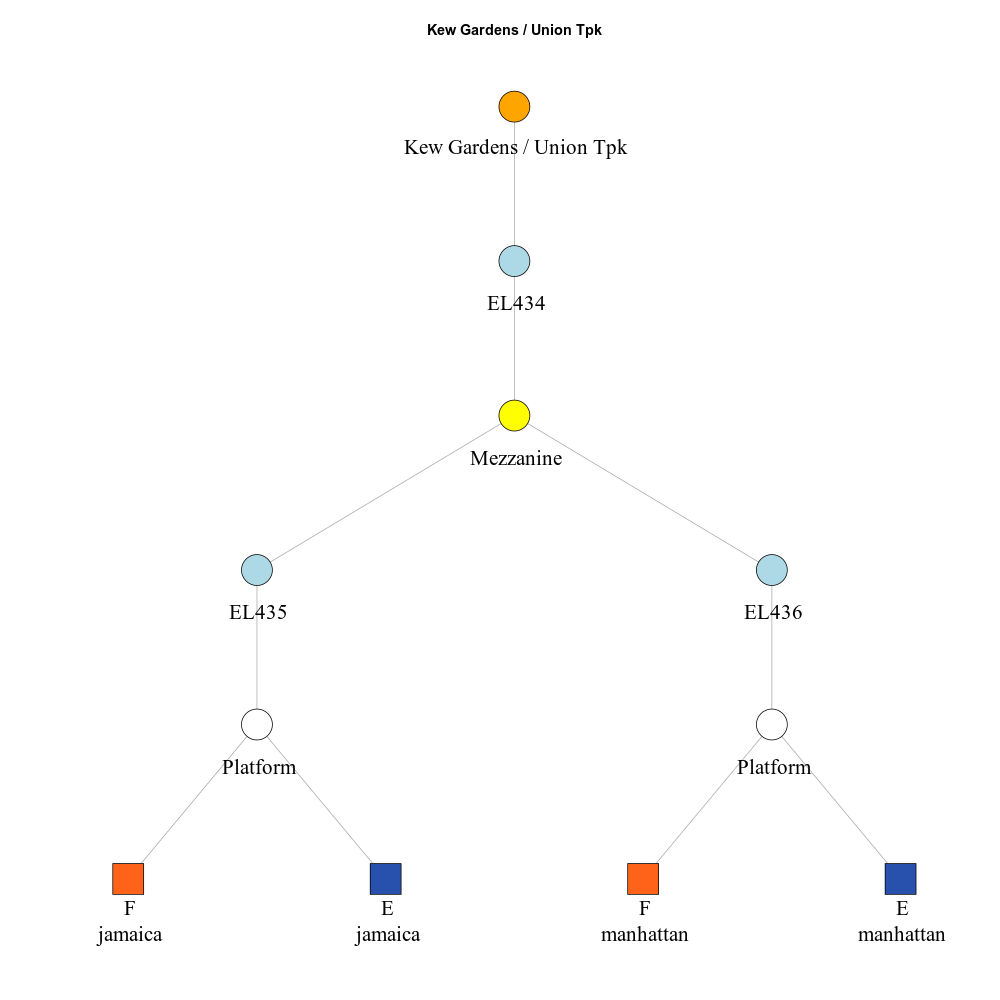 Kew Gardens / Union Tpk
Kew Gardens / Union Tpk
EL434
Mezzanine
EL435
EL436
Platform
Platform
F
jamaica
E
jamaica
F
manhattan
E
manhattan